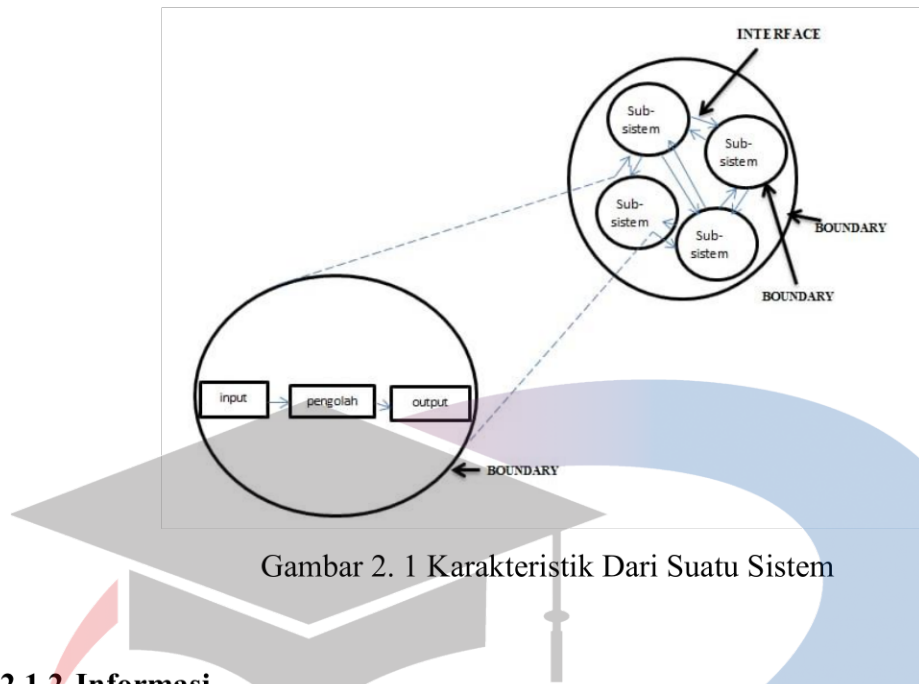 INTERFACE
Sub-
sistem
Sub-
sistem
Sub-
sistem
Sub-
sistem
BOUNDARY
BOUNDARY
input
pengolah
output
BOUNDARY
Gambar 2. 1 Karakteristik Dari Suatu Sistem
2.1.2 Informasi